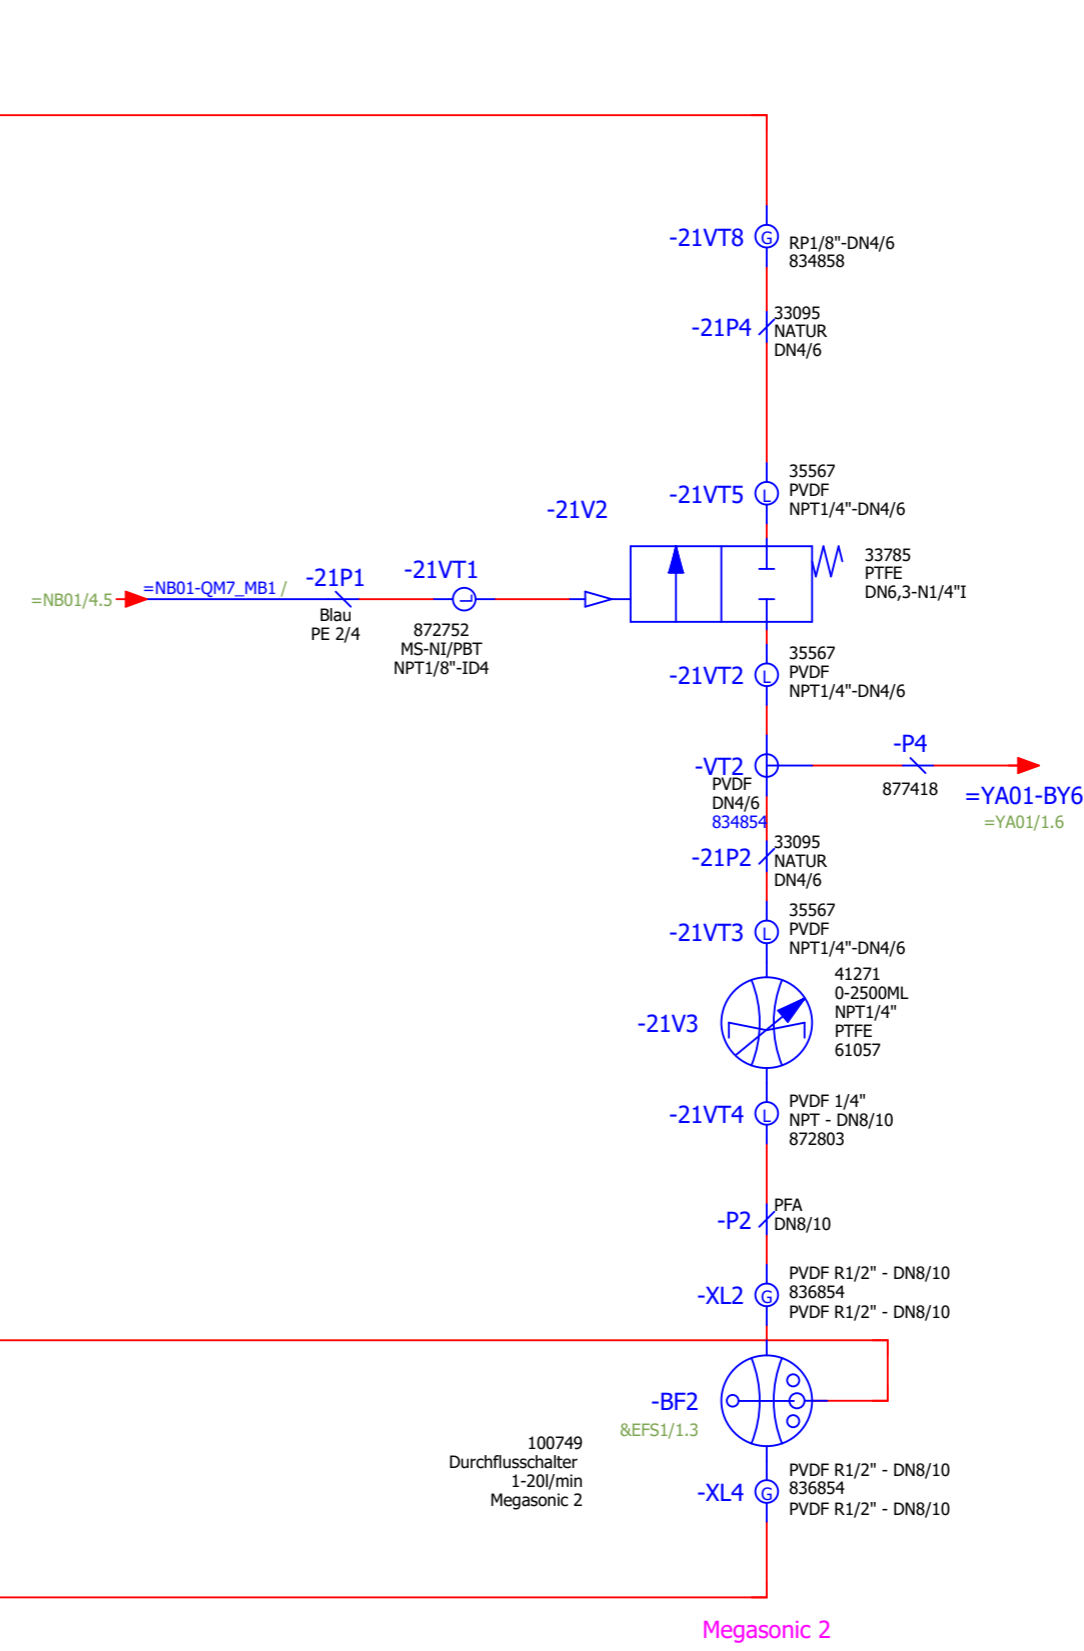 -21VT8
G
RP1/8"-DN4/6
834858
-21P4
33095
NATUR
DN4/6
-21VT5
L
35567
PVDF
NPT1/4"-DN4/6
-21V2
33785
PTFE
DN6,3-N1/4"I
=NB01/4.5
=NB01-QM7_MB1 /
-21P1
Blau
PE 2/4
-21VT1
L
872752
MS-NI/PBT
NPT1/8"-ID4
-21VT2
L
35567
PVDF
NPT1/4"-DN4/6
-VT2
PVDF
DN4/6
834854
-P4
877418
=YA01-BY6
=YA01/1.6
-21P2
33095
NATUR
DN4/6
-21VT3
L
35567
PVDF
NPT1/4"-DN4/6
-21V3
41271
0-2500ML
NPT1/4"
PTFE
61057
-21VT4
L
PVDF 1/4"
NPT - DN8/10
872803
-P2
PFA
DN8/10
-XL2
G
PVDF R1/2" - DN8/10
836854
PVDF R1/2" - DN8/10
-BF2
&EFS1/1.3
100749
Durchflusschalter
1-20l/min
Megasonic 2
-XL4
G
PVDF R1/2" - DN8/10
836854
PVDF R1/2" - DN8/10
Megasonic 2